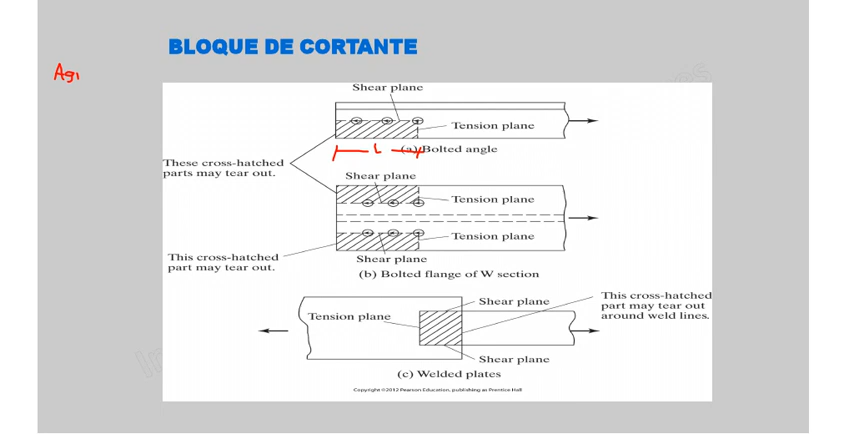 BLOQUE DE CORTANTE
Agv
Shear plane
Tension plane
L
(a) Bolted angle
These cross-hatched
parts may tear out.
Shear plane
Tension plane
Tension plane
This cross-hatched
part may tear out.
Shear plane
(b) Bolted flange of W section
Shear plane
This cross-hatched
part may tear out
around weld lines.
Tension plane
Shear plane
(c) Welded plates
Copyright ©2012 Pearson Education, publishing as Prentice Hall